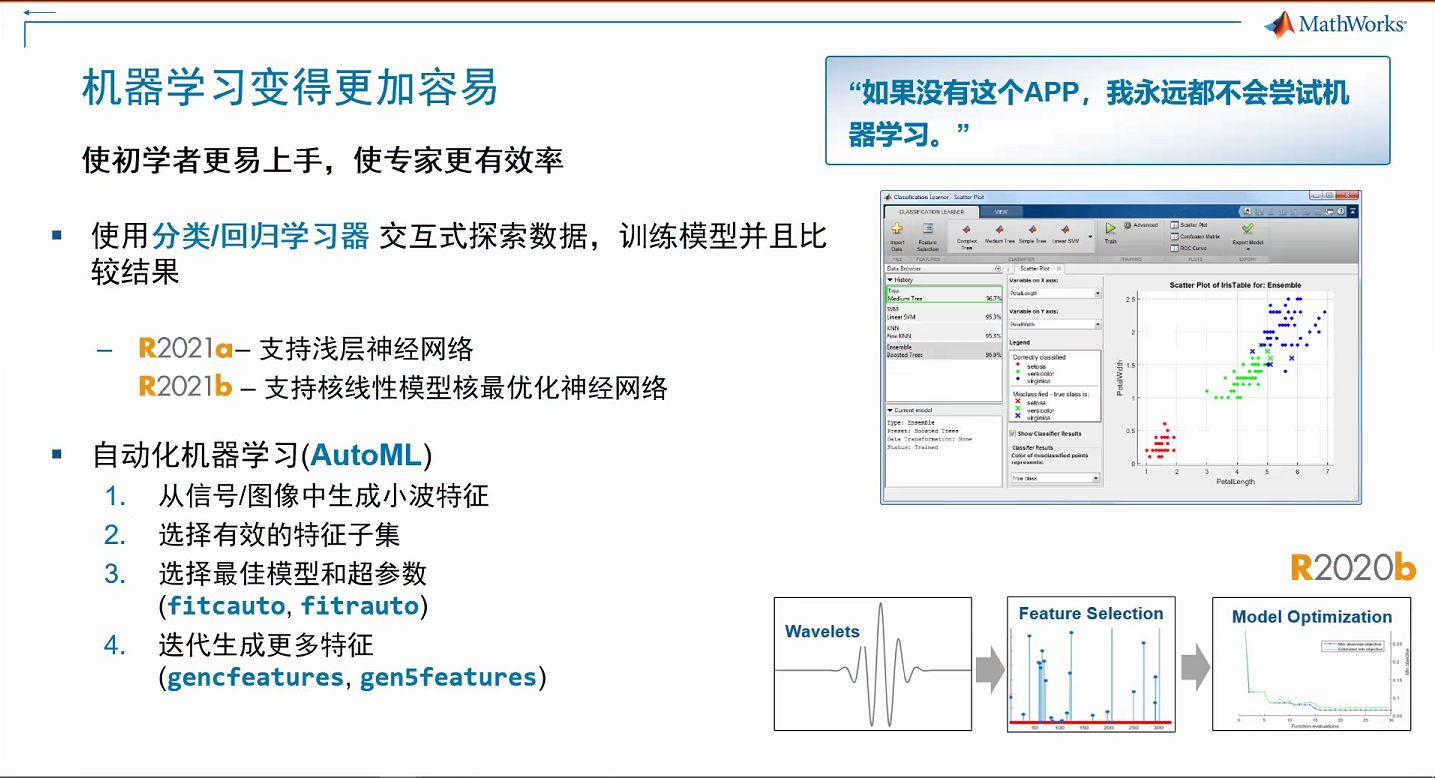 MathWorks®
机器学习变得更加容易
“如果没有这个APP，我永远都不会尝试机
器学习。”
使初学者更易上手，使专家更有效率
▪ 使用分类/回归学习器 交互式探索数据，训练模型并且比
较结果
– R2021a– 支持浅层神经网络
R2021b – 支持核线性模型核最优化神经网络
▪ 自动化机器学习(AutoML)
1. 从信号/图像中生成小波特征
2. 选择有效的特征子集
3. 选择最佳模型和超参数
(fitcauto, fitrauto)
4. 迭代生成更多特征
(gencfeatures, gen5features)
Classification Learner - Scatter Plot
CLASSIFICATION LEARNER VIEW
Import Data
Feature Selection
Complex Tree
Medium Tree
Simple Tree
Linear SVM
Train
Advanced
Scatter Plot
Confusion Matrix
ROC Curve
Export Model
FILE FEATURES CLASSIFIER TRAINING PLOTS EXPORT
Data Browser
History
Tree
Medium Tree 96.7%
SVM
Linear SVM 95.3%
KNN
Fine KNN 95.3%
Ensemble
Boosted Trees 96.0%
Current model
Type: Ensemble
Preset: Boosted Trees
Data Transformation: None
Status: Trained
Scatter Plot
Variable on X axis:
PetalLength
Variable on Y axis:
PetalWidth
Legend
Correctly classified
setosa
versicolor
virginica
Misclassified - true class is:
setosa
versicolor
virginica
Show Classifier Results
Classifier Results
Color of misclassified points
represents:
True class
Scatter Plot of IrisTable for: Ensemble
2.5
2
1.5
1
0.5
0
PetalWidth
1 2 3 4 5 6 7
PetalLength
R2020b
Wavelets
Feature Selection
50 100 150 200 250 300
Model Optimization
Min observed objective
Estimated min objective
0.25
0.2
0.15
0.1
0.05
Min objective
0 5 10 15 20 25 30
Function evaluations